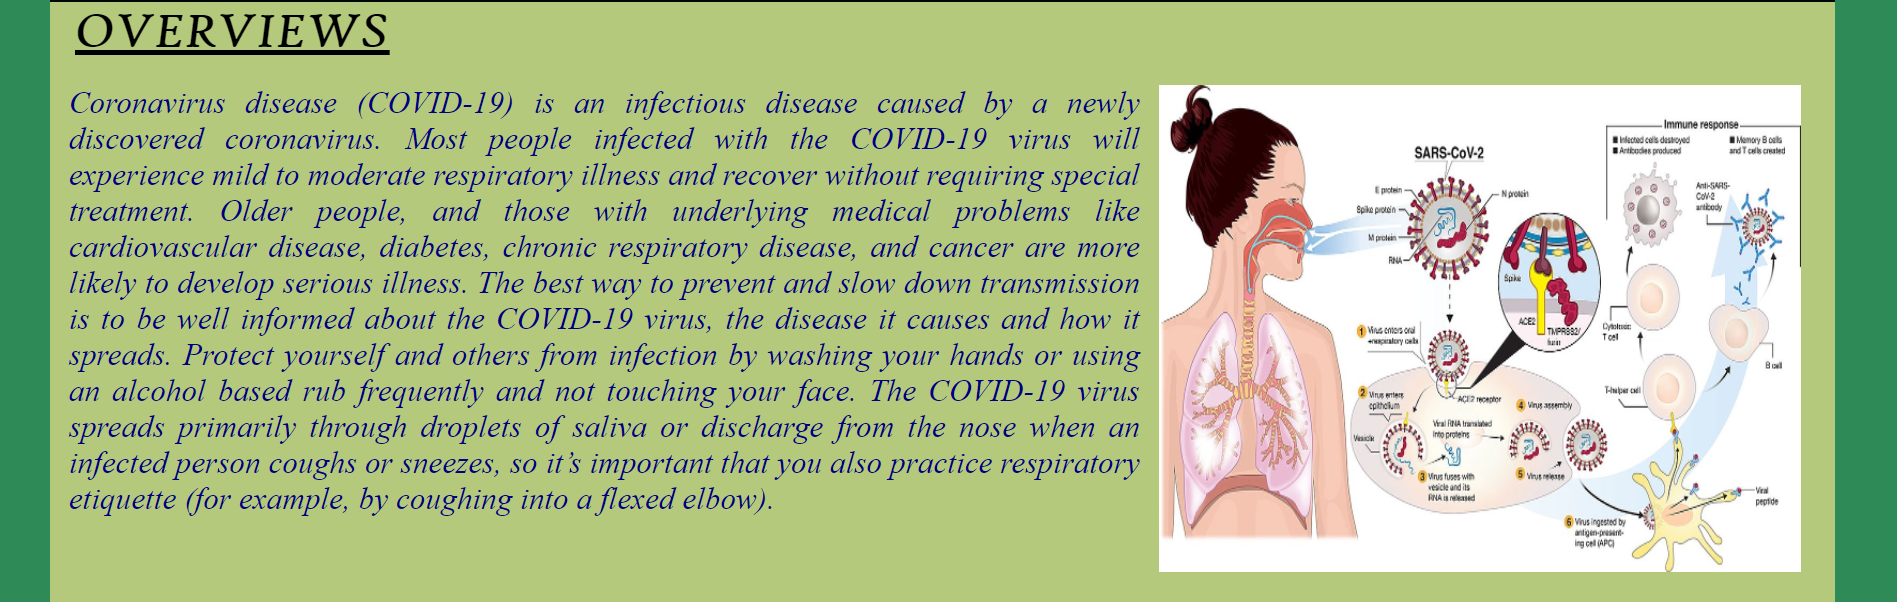 OVERVIEWS
Coronavirus disease (COVID-19) is an infectious disease caused by a newly
discovered coronavirus. Most people infected with the COVID-19 virus will
experience mild to moderate respiratory illness and recover without requiring special
treatment. Older people, and those with underlying medical problems like
cardiovascular disease, diabetes, chronic respiratory disease, and cancer are more
likely to develop serious illness. The best way to prevent and slow down transmission
is to be well informed about the COVID-19 virus, the disease it causes and how it
spreads. Protect yourself and others from infection by washing your hands or using
an alcohol based rub frequently and not touching your face. The COVID-19 virus
spreads primarily through droplets of saliva or discharge from the nose when an
infected person coughs or sneezes, so it’s important that you also practice respiratory
etiquette (for example, by coughing into a flexed elbow).
SARS-CoV-2
E protein
Spike protein
M protein
RNA
N protein
Spike
ACE2
TMPRSS2/
furin
1 Virus enters oral
+respiratory cells
ACE2 receptor
2 Virus enters
epithelium
Vesicle
Viral RNA translated
into proteins
3 Virus fuses with
vesicle and its
RNA is released
4 Virus assembly
5 Virus release
6 Virus ingested by
antigen-present-
ing cell (APC)
Viral
peptide
T-helper cell
Cytotoxic
T cell
B cell
Immune response
Infected cells destroyed
Antibodies produced
Memory B cells
and T cells created
Anti-SARS-
CoV-2
antibody